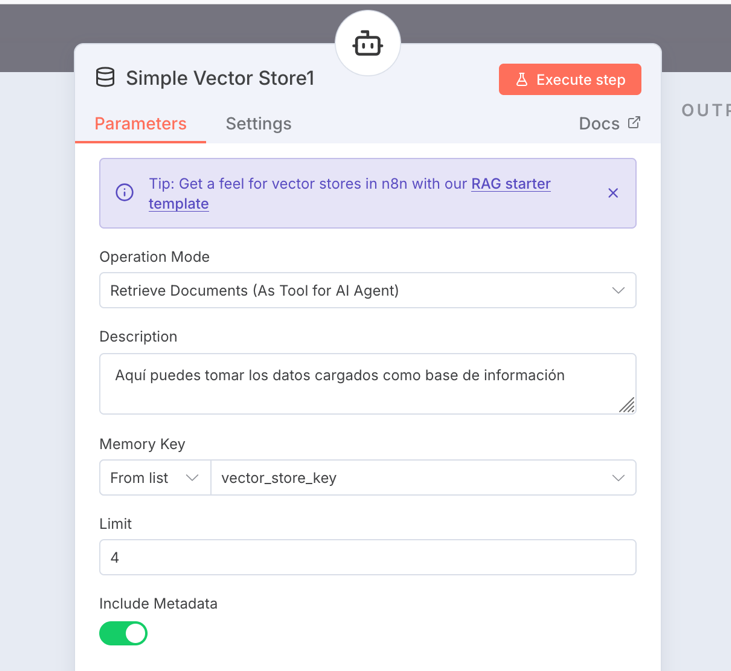 Simple Vector Store1
Execute step
Parameters
Settings
Docs
Tip: Get a feel for vector stores in n8n with our RAG starter
template
Operation Mode
Retrieve Documents (As Tool for AI Agent)
Description
Aquí puedes tomar los datos cargados como base de información
Memory Key
From list
vector_store_key
Limit
4
Include Metadata